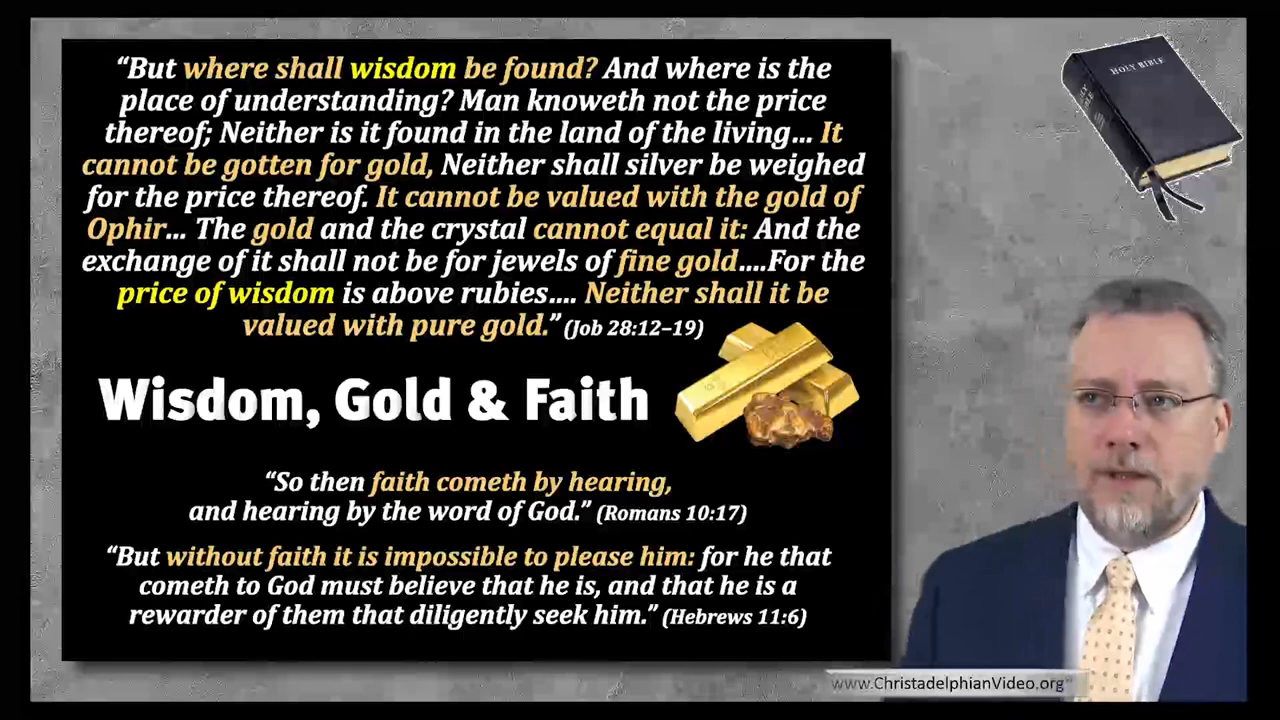 “But where shall wisdom be found? And where is the
place of understanding? Man knoweth not the price
thereof; Neither is it found in the land of the living... It
cannot be gotten for gold, Neither shall silver be weighed
for the price thereof. It cannot be valued with the gold of
Ophir... The gold and the crystal cannot equal it: And the
exchange of it shall not be for jewels of fine gold....For the
price of wisdom is above rubies.... Neither shall it be
valued with pure gold.” (Job 28:12–19)
Wisdom, Gold & Faith
“So then faith cometh by hearing,
and hearing by the word of God.” (Romans 10:17)
“But without faith it is impossible to please him: for he that
cometh to God must believe that he is, and that he is a
rewarder of them that diligently seek him.” (Hebrews 11:6)
HOLY BIBLE
www.ChristadelphianVideo.org